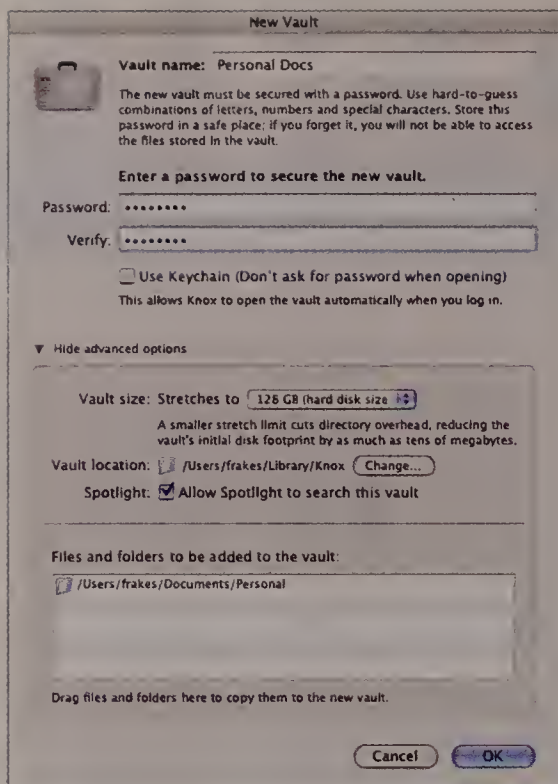 New Vault
Vault name: Personal Docs
The new vault must be secured with a password. Use hard-to-guess
combinations of letters, numbers and special characters. Store this
password in a safe place; if you forget it, you will not be able to access
the files stored in the vault.
Enter a password to secure the new vault.
Password: ••••••••
Verify: ••••••••
Use Keychain (Don't ask for password when opening)
This allows Knox to open the vault automatically when you log in.
▼ Hide advanced options
Vault size: Stretches to 128 GB (hard disk size
A smaller stretch limit cuts directory overhead, reducing the
vault's initial disk footprint by as much as tens of megabytes.
Vault location: /Users/frakes/Library/Knox Change...
Spotlight: Allow Spotlight to search this vault
Files and folders to be added to the vault:
/Users/frakes/Documents/Personal
Drag files and folders here to copy them to the new vault.
Cancel OK